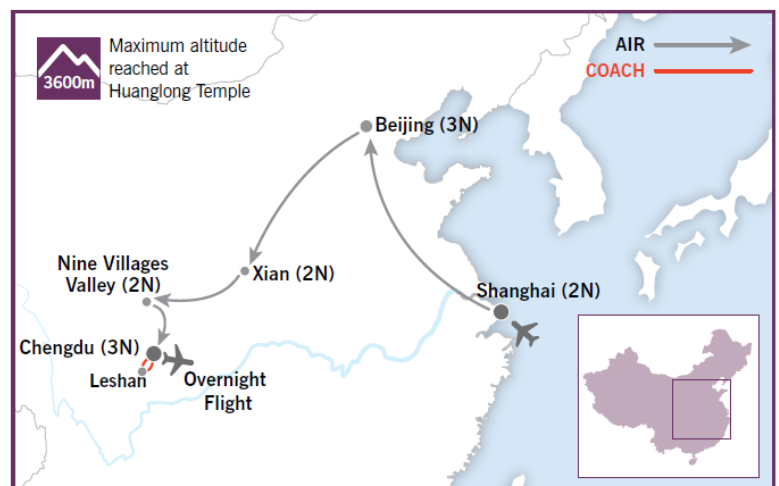 Maximum altitude
reached at
Huanglong Temple
3600m
AIR
COACH
Beijing (3N)
Xian (2N)
Nine Villages
Valley (2N)
Shanghai (2N)
Chengdu (3N)
Leshan
Overnight
Flight